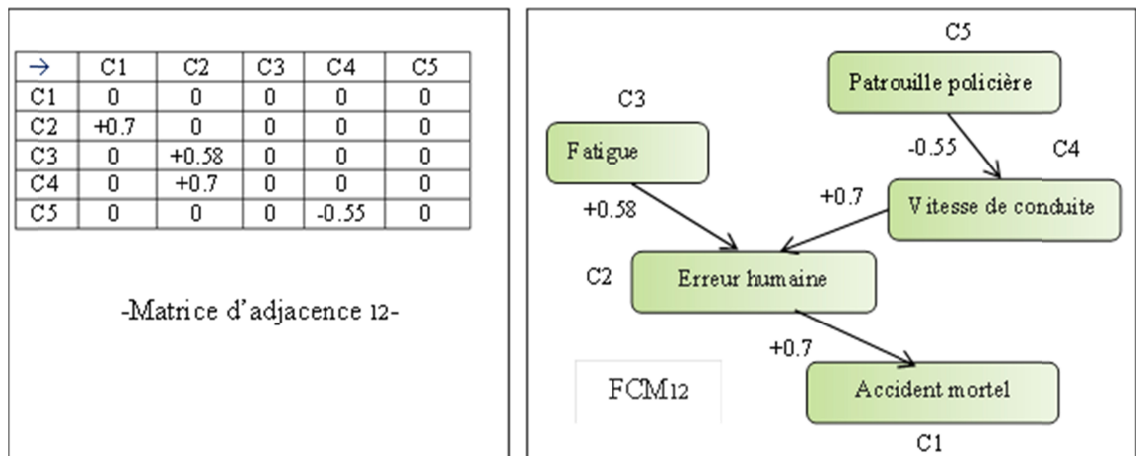 → C1 C2 C3 C4 C5
C1 0 0 0 0 0
C2 +0.7 0 0 0 0
C3 0 +0.58 0 0 0
C4 0 +0.7 0 0 0
C5 0 0 0 -0.55 0
-Matrice d'adjacence 12-
C5
Patrouille policière
C3
Fatigue
-0.55
C4
Vitesse de conduite
+0.7
+0.58
C2
Erreur humaine
+0.7
FCM12
Accident mortel
C1